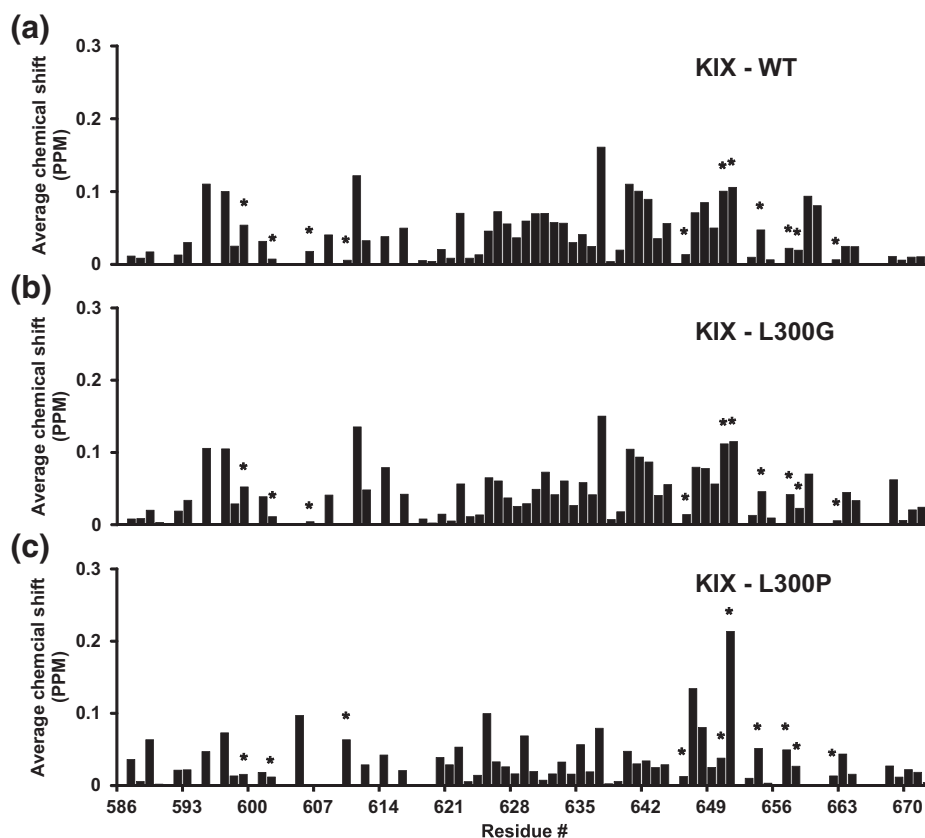 (a)
Average chemical shift
(PPM)
0.3
0.2
0.1
0
KIX - WT
(b)
Average chemical shift
(PPM)
0.3
0.2
0.1
0
KIX - L300G
(c)
Average chemcial shift
(PPM)
0.3
0.2
0.1
0
KIX - L300P
586 593 600 607 614 621 628 635 642 649 656 663 670
Residue #